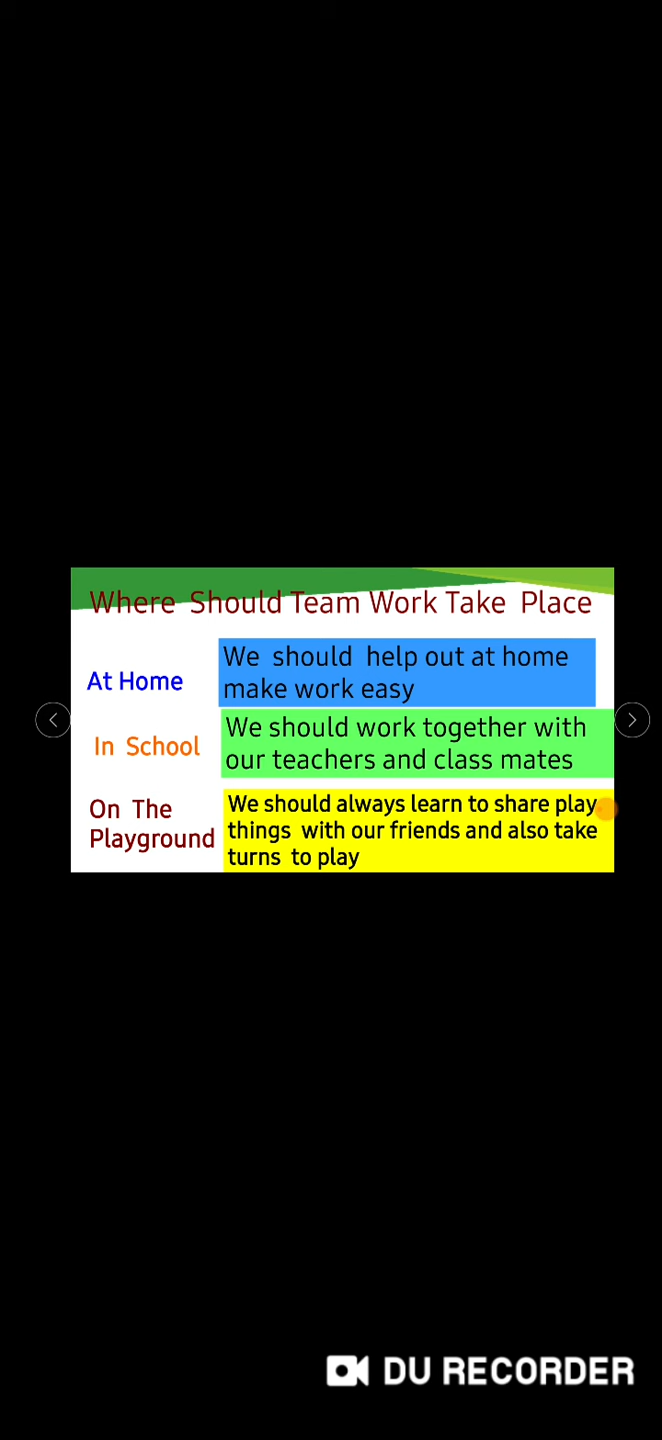 Where Should Team Work Take Place
At Home
We should help out at home
make work easy
In School
We should work together with
our teachers and class mates
On The
Playground
We should always learn to share play
things with our friends and also take
turns to play
DU RECORDER